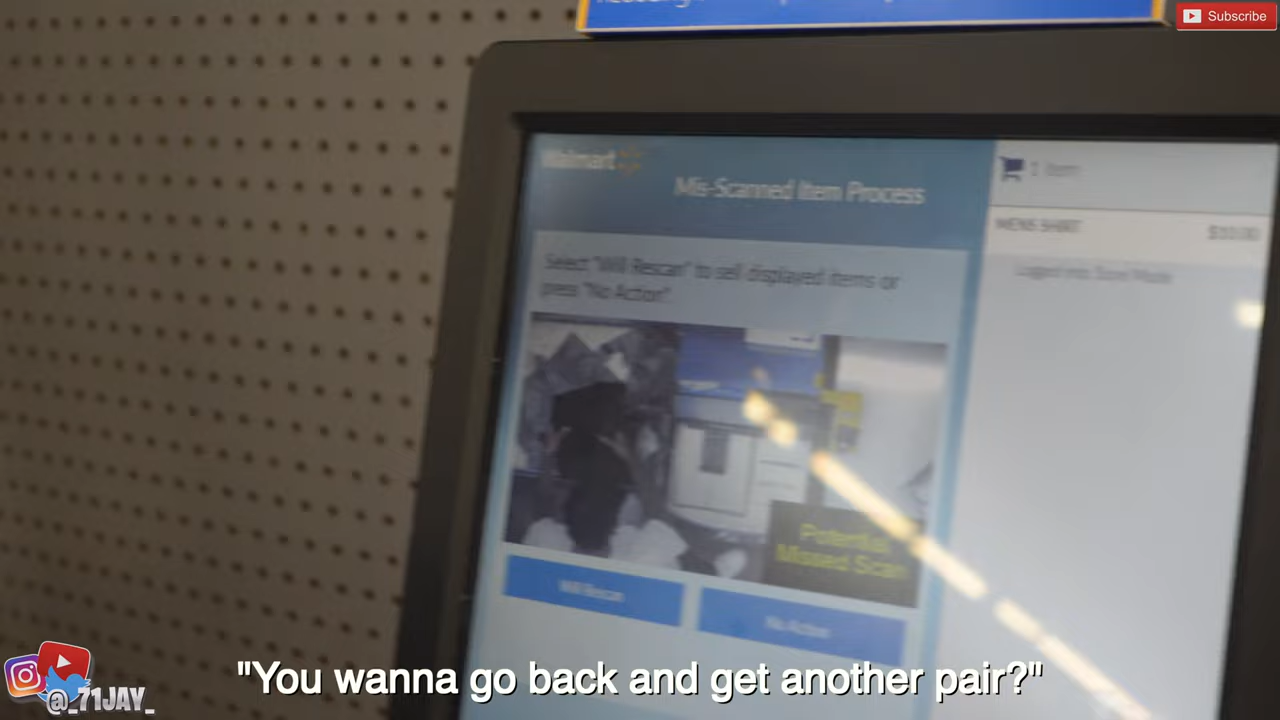 Subscribe
Walmart
Mis-Scanned Item Process
1 item
MENS SHIRT
Select "Will Rescan" to sell displayed items or
press "No Action".
Potential
Missed Scan
Will Rescan
No Action
"You wanna go back and get another pair?"
@_71JAY_